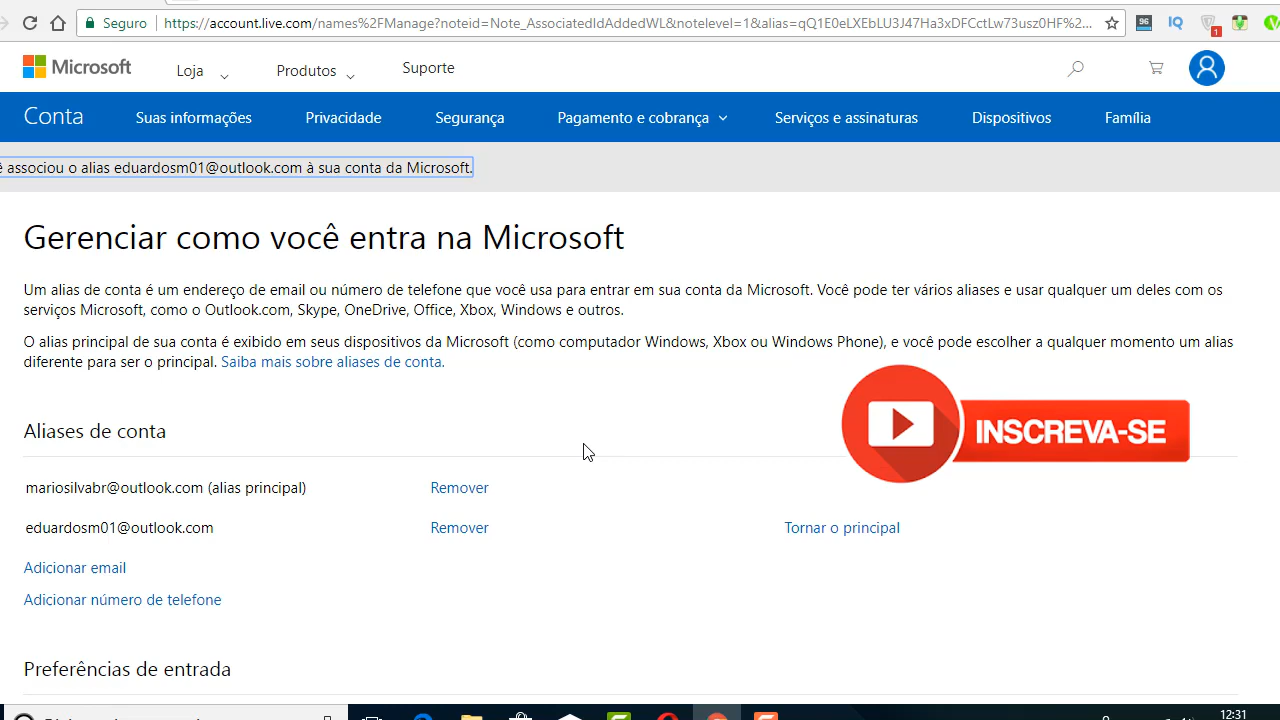 Seguro https://account.live.com/names%2FManage?noteid=Note_AssociatedIdAddedWL&notelevel=1&alias=qQ1E0eLXEbLU3J47Ha3xDFCctLw73usz0HF%2... 96 IQ 1
Microsoft Loja Produtos Suporte
Conta Suas informações Privacidade Segurança Pagamento e cobrança Serviços e assinaturas Dispositivos Família
ê associou o alias eduardosm01@outlook.com à sua conta da Microsoft.
Gerenciar como você entra na Microsoft
Um alias de conta é um endereço de email ou número de telefone que você usa para entrar em sua conta da Microsoft. Você pode ter vários aliases e usar qualquer um deles com os
serviços Microsoft, como o Outlook.com, Skype, OneDrive, Office, Xbox, Windows e outros.
O alias principal de sua conta é exibido em seus dispositivos da Microsoft (como computador Windows, Xbox ou Windows Phone), e você pode escolher a qualquer momento um alias
diferente para ser o principal. Saiba mais sobre aliases de conta.
INSCREVA-SE
Aliases de conta
mariosilvabr@outlook.com (alias principal) Remover
eduardosm01@outlook.com Remover Tornar o principal
Adicionar email
Adicionar número de telefone
Preferências de entrada
12:31